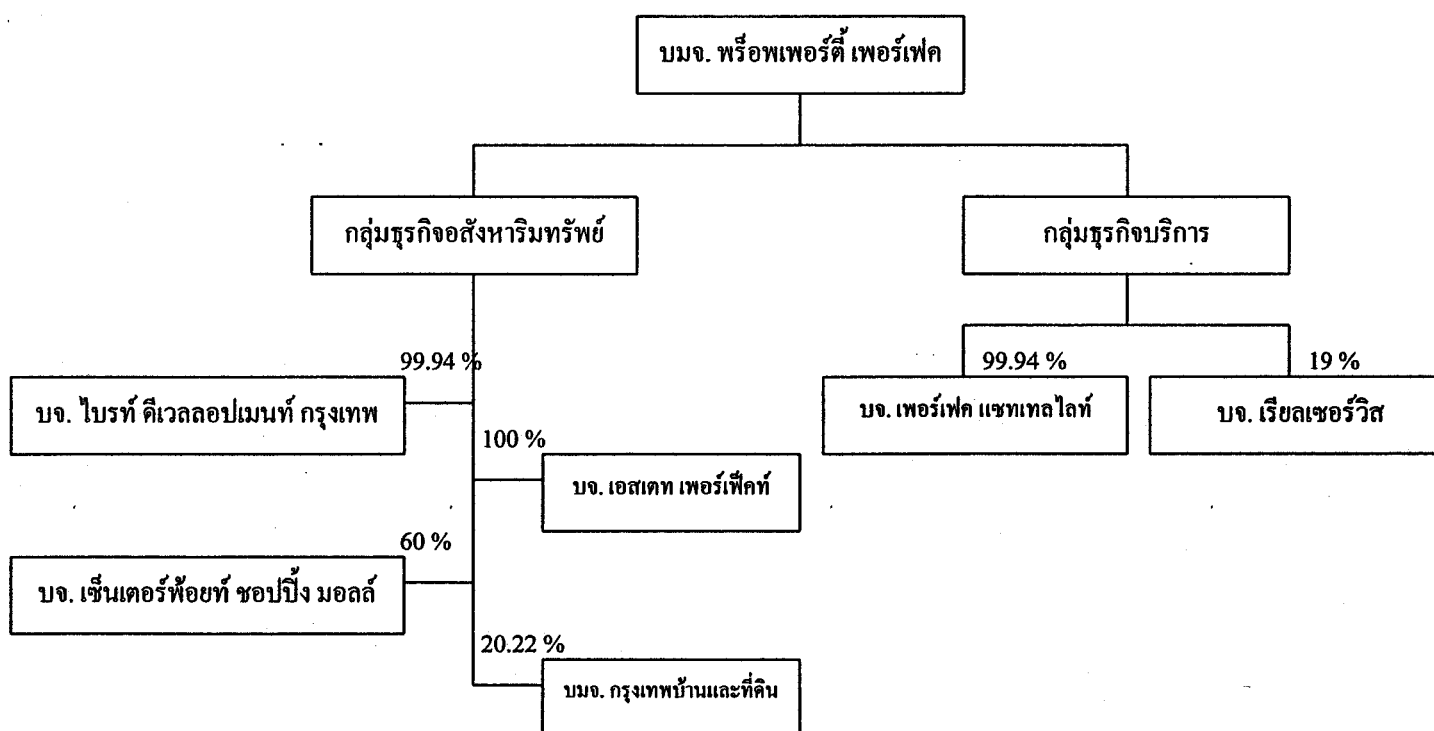 บมจ. พร็อพเพอร์ตี้ เพอร์เฟค
กลุ่มธุรกิจอสังหาริมทรัพย์
กลุ่มธุรกิจบริการ
99.94 %
บจ. ไบรท์ ดีเวลลอปเมนท์ กรุงเทพ
99.94 %
บจ. เพอร์เฟค แซทเทลไลท์
19 %
บจ. เรียลเซอร์วิส
100 %
บจ. เอสเตท เพอร์เฟ็คท์
60 %
บจ. เซ็นเตอร์พ้อยท์ ชอปปิ้ง มอลล์
20.22 %
บมจ. กรุงเทพบ้านและที่ดิน